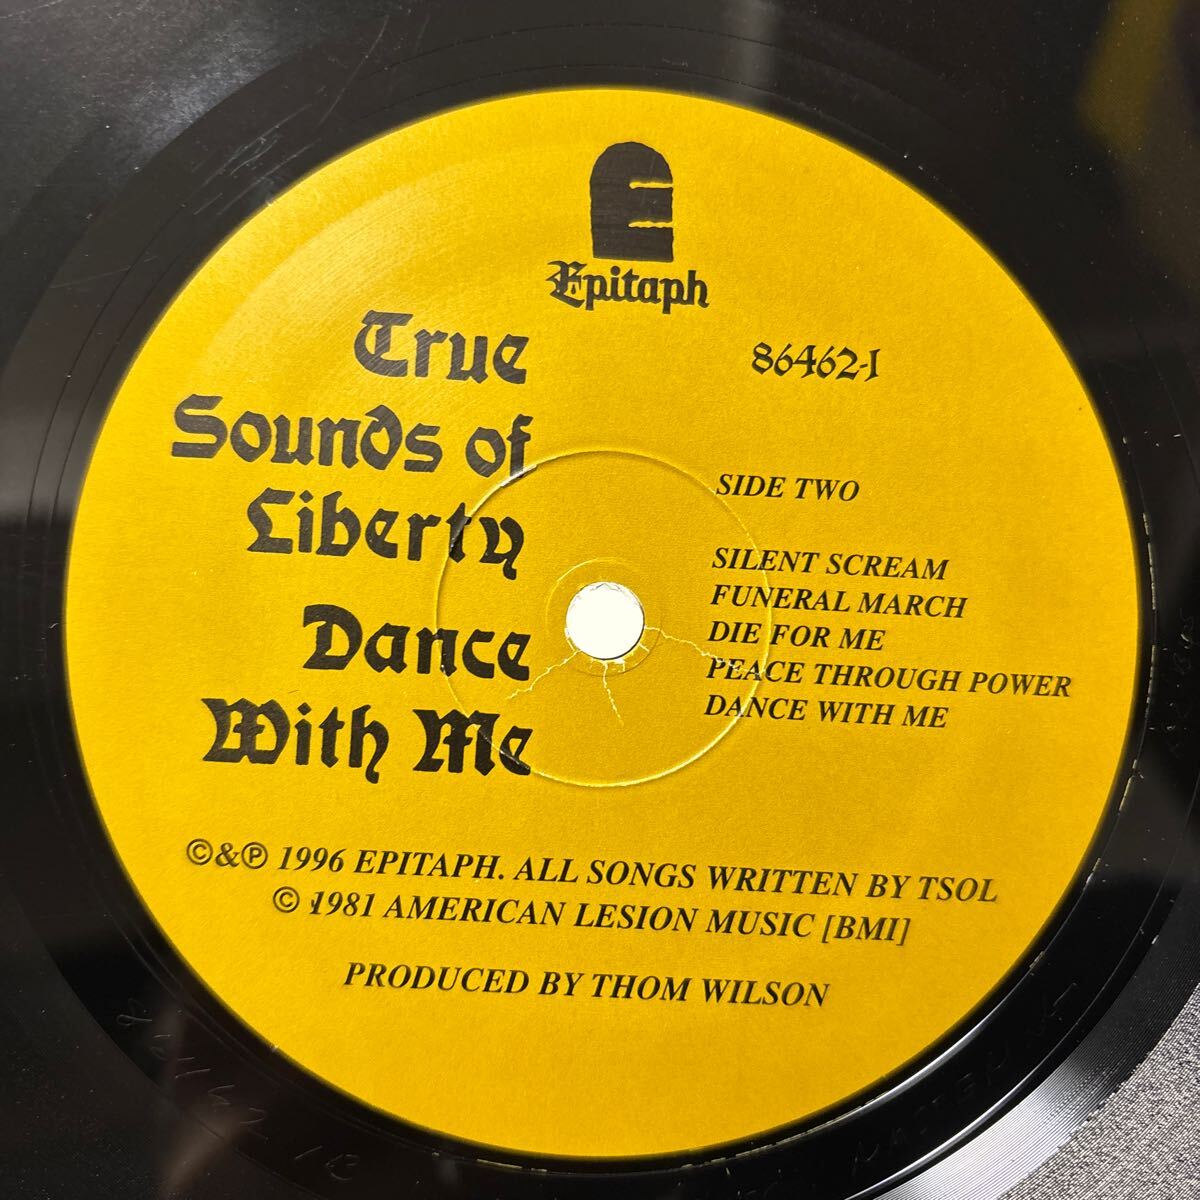 E
Epitaph
True
Sounds of
Liberty
Dance
With Me
86462-1
SIDE TWO
SILENT SCREAM
FUNERAL MARCH
DIE FOR ME
PEACE THROUGH POWER
DANCE WITH ME
©&℗ 1996 EPITAPH. ALL SONGS WRITTEN BY TSOL
© 1981 AMERICAN LESION MUSIC [BMI]
PRODUCED BY THOM WILSON